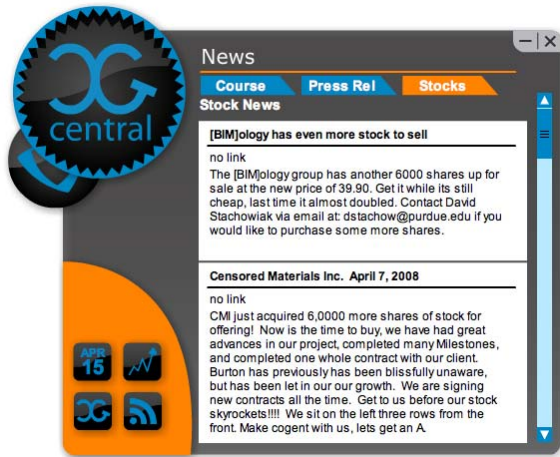 News
Course
Press Rel
Stocks
Stock News
CG
central
[BIM]ology has even more stock to sell
no link
The [BIM]ology group has another 6000 shares up for
sale at the new price of 39.90. Get it while its still
cheap, last time it almost doubled. Contact David
Stachowiak via email at: dstachow@purdue.edu if you
would like to purchase some more shares.
Censored Materials Inc.  April 7, 2008
no link
CMI just acquired 6,0000 more shares of stock for
offering!  Now is the time to buy, we have had great
advances in our project, completed many Milestones,
and completed one whole contract with our client.
Burton has previously has been blissfully unaware,
but has been let in our our growth.  We are signing
new contracts all the time.  Get to us before our stock
skyrockets!!!!  We sit on the left three rows from the
front. Make cogent with us, lets get an A.
APR
15
CG